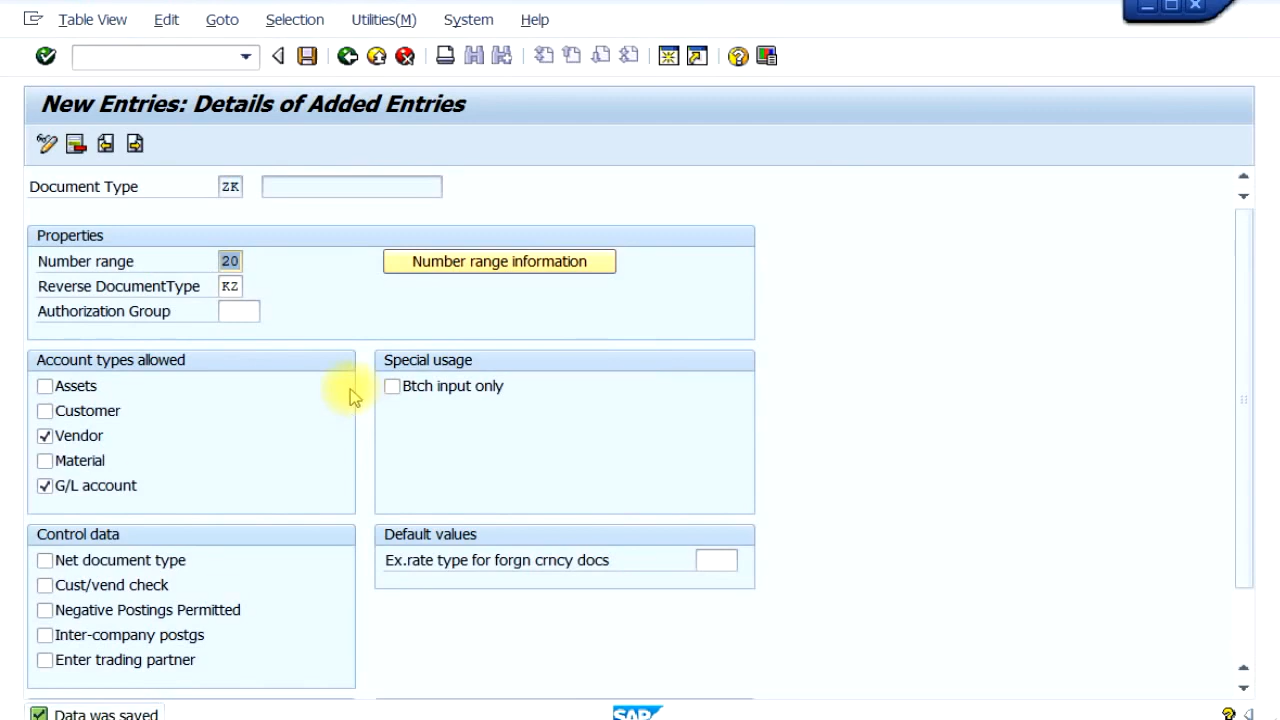 Table View Edit Goto Selection Utilities(M) System Help
New Entries: Details of Added Entries
Document Type ZK
Properties
Number range 20 Number range information
Reverse DocumentType KZ
Authorization Group
Account types allowed Special usage
Assets Btch input only
Customer
Vendor
Material
G/L account
Control data Default values
Net document type Ex.rate type for forgn crncy docs
Cust/vend check
Negative Postings Permitted
Inter-company postgs
Enter trading partner
Data was saved SAP